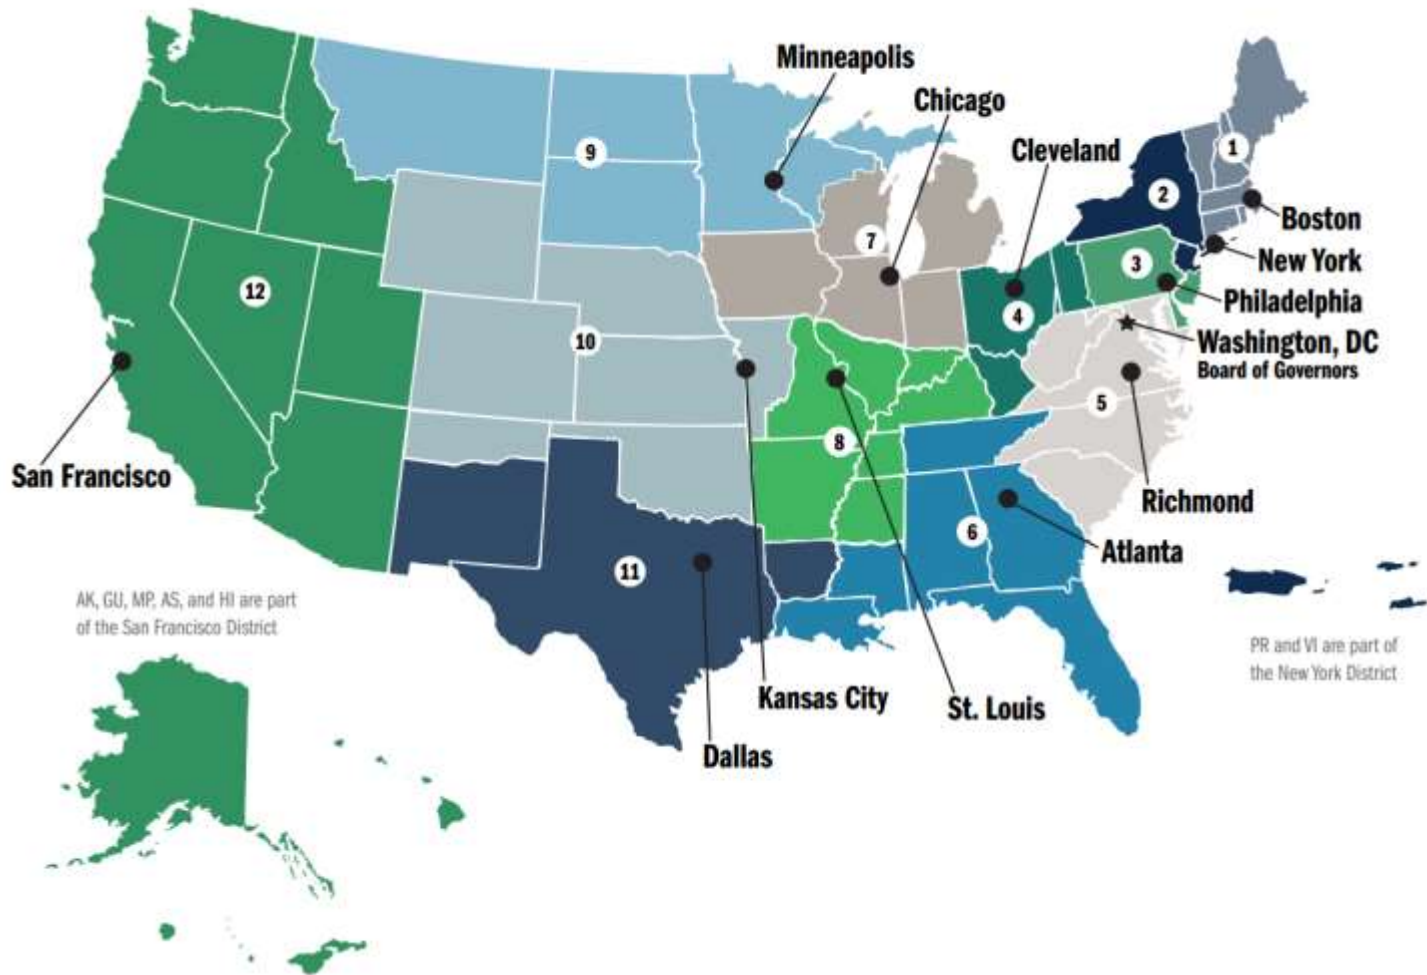 Minneapolis
Chicago
Cleveland
9
1
2
Boston
7
New York
3
12
Philadelphia
4
10
Washington, DC
Board of Governors
5
8
San Francisco
Richmond
6
Atlanta
11
AK, GU, MP, AS, and HI are part
of the San Francisco District
PR and VI are part of
the New York District
Kansas City
St. Louis
Dallas